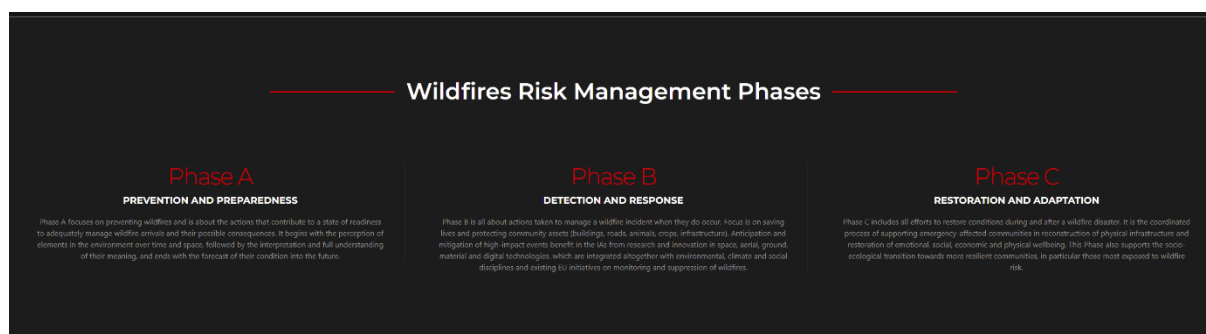 Wildfires Risk Management Phases
Phase A
PREVENTION AND PREPAREDNESS
Phase A focuses on preventing wildfires and is about the actions that contribute to a state of readiness
to adequately manage wildfire arrivals and their possible consequences. It begins with the perception of
elements in the environment over time and space, followed by the interpretation and full understanding
of their meaning, and ends with the forecast of their condition into the future.
Phase B
DETECTION AND RESPONSE
Phase B is all about actions taken to manage a wildfire incident when they do occur. Focus is on saving
lives and protecting community assets (buildings, roads, animals, crops, infrastructure). Anticipation and
mitigation of high-impact events benefit in the IAs from research and innovation in space, aerial, ground,
material and digital technologies, which are integrated altogether with environmental, climate and social
disciplines and existing EU initiatives on monitoring and suppression of wildfires.
Phase C
RESTORATION AND ADAPTATION
Phase C includes all efforts to restore conditions during and after a wildfire disaster. It is the coordinated
process of supporting emergency-affected communities in reconstruction of physical infrastructure and
restoration of emotional, social, economic and physical wellbeing. This Phase also supports the socio-
ecological transition towards more resilient communities, in particular those most exposed to wildfire
risk.